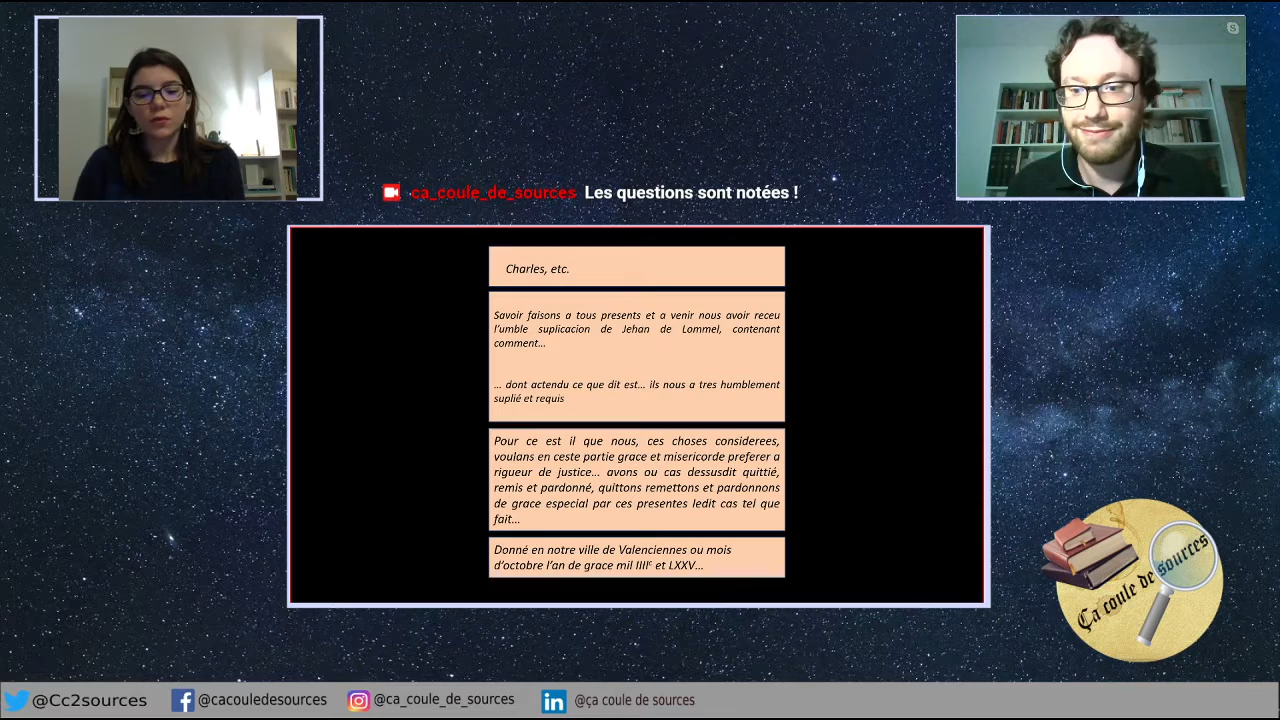 ca_coule_de_sources Les questions sont notées !
Charles, etc.
Savoir faisons a tous presents et a venir nous avoir receu
l'umble suplicacion de Jehan de Lommel, contenant
comment...
... dont actendu ce que dit est... ils nous a tres humblement
suplié et requis
Pour ce est il que nous, ces choses considerees,
voulans en ceste partie grace et misericorde preferer a
rigueur de justice... avons ou cas dessusdit quittié,
remis et pardonné, quittons remettons et pardonnons
de grace especial par ces presentes ledit cas tel que
fait...
Donné en notre ville de Valenciennes ou mois
d'octobre l'an de grace mil IIIIᶜ et LXXV...
Ça coule de sources
@Cc2sources @cacouledesources @ca_coule_de_sources @ça coule de sources